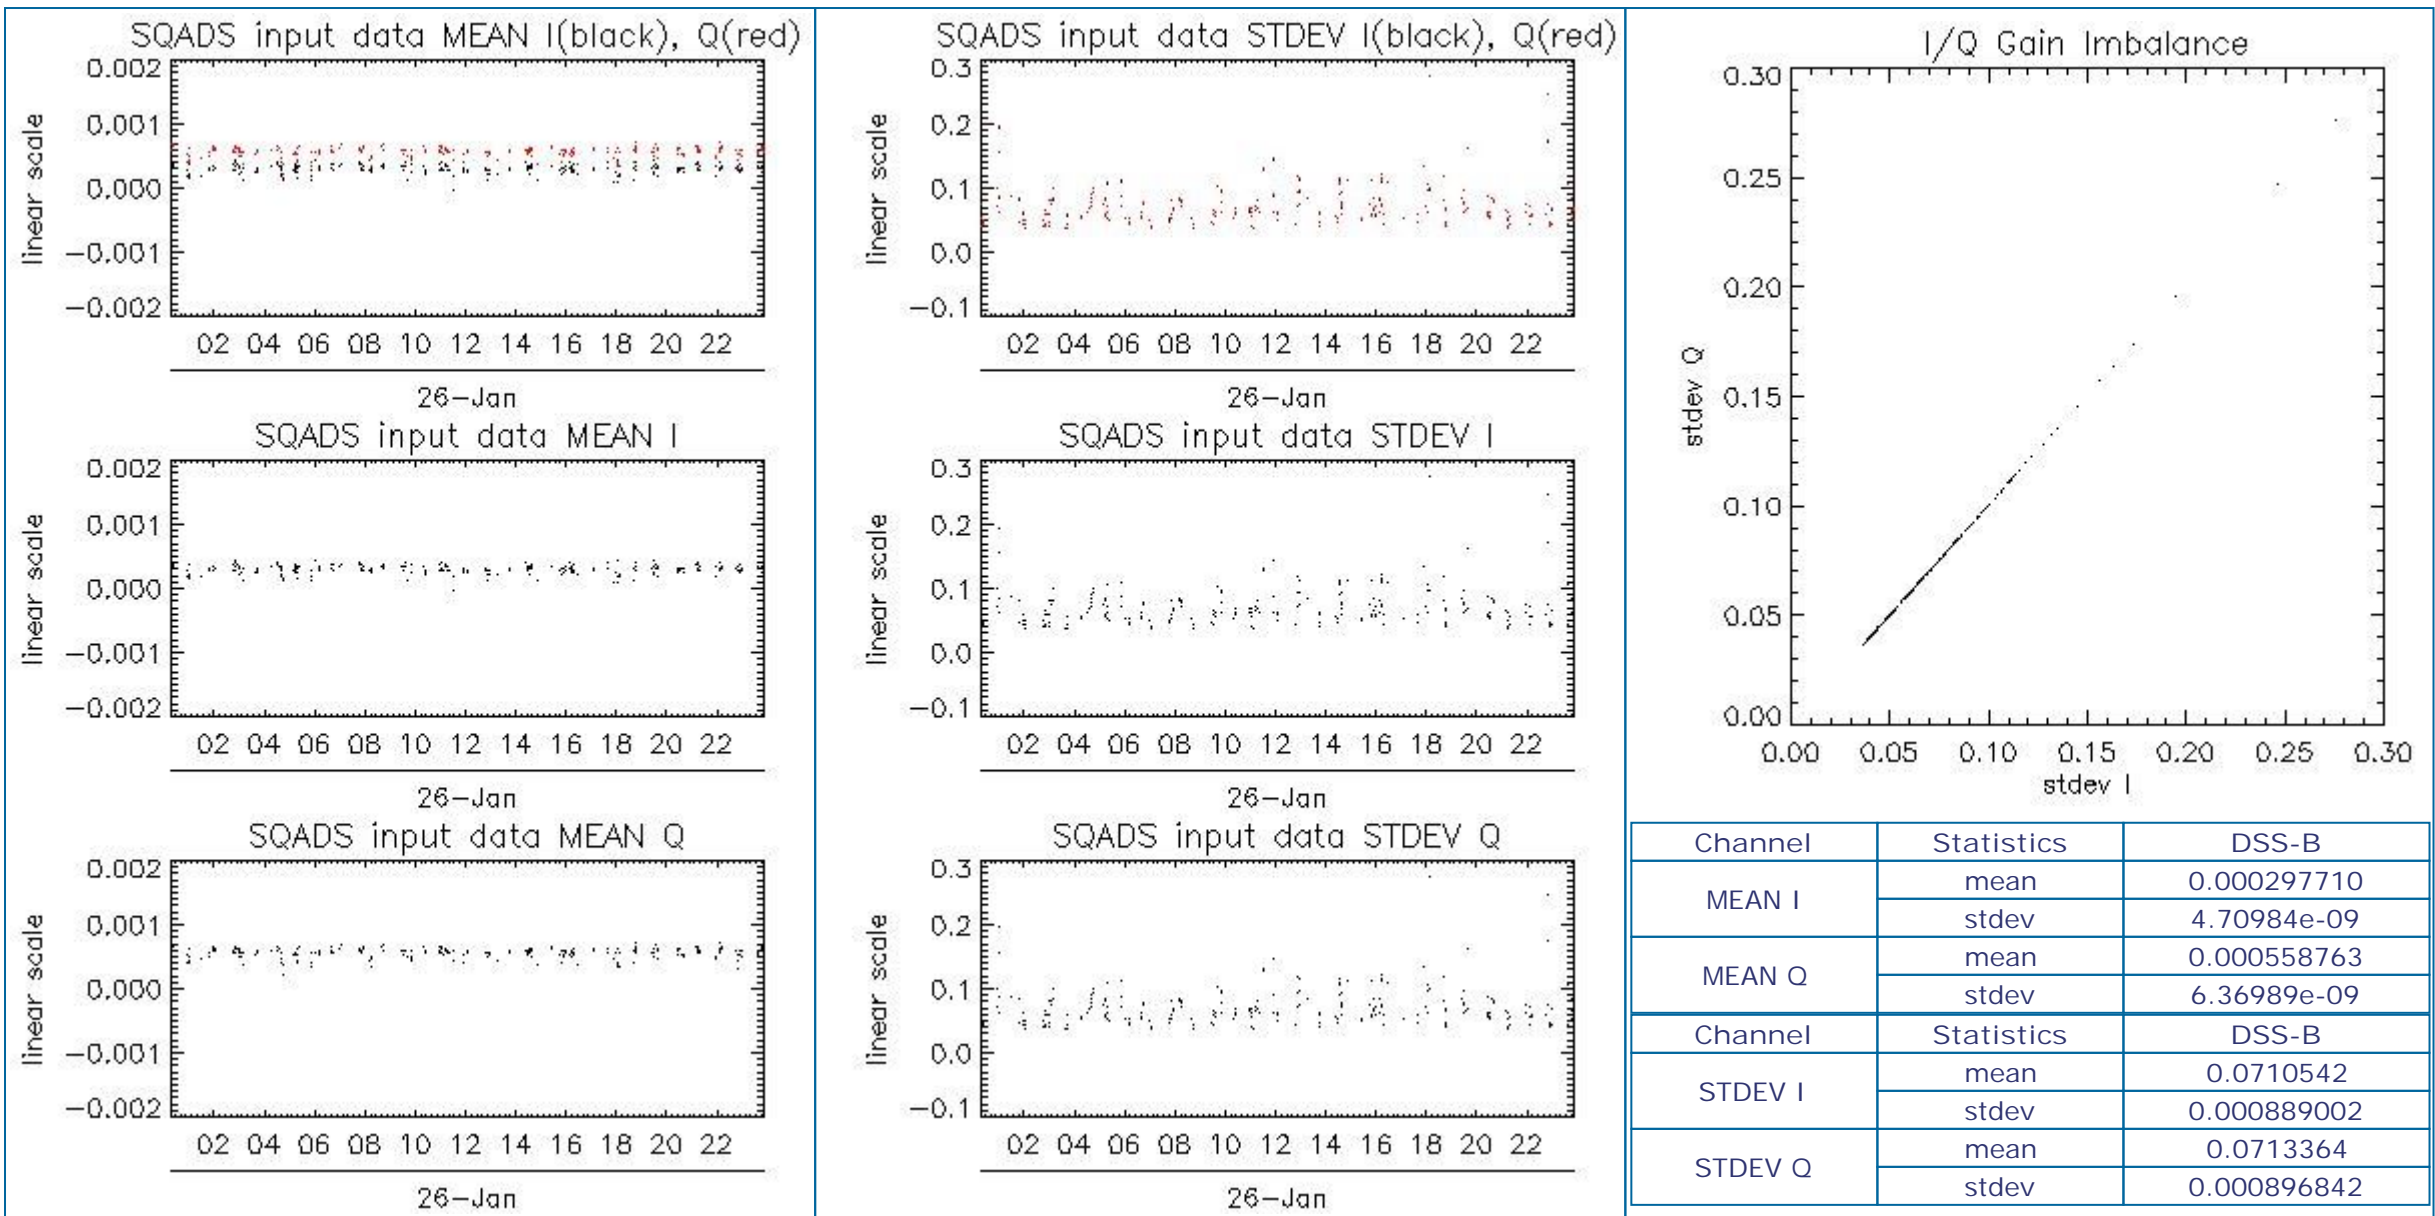 SQADS input data MEAN I(black), Q(red)
0.002
0.001
0.000
-0.001
-0.002
linear scale
02 04 06 08 10 12 14 16 18 20 22
26-Jan
SQADS input data MEAN I
0.002
0.001
0.000
-0.001
-0.002
linear scale
02 04 06 08 10 12 14 16 18 20 22
26-Jan
SQADS input data MEAN Q
0.002
0.001
0.000
-0.001
-0.002
linear scale
02 04 06 08 10 12 14 16 18 20 22
26-Jan
SQADS input data STDEV I(black), Q(red)
0.3
0.2
0.1
0.0
-0.1
linear scale
02 04 06 08 10 12 14 16 18 20 22
26-Jan
SQADS input data STDEV I
0.3
0.2
0.1
0.0
-0.1
linear scale
02 04 06 08 10 12 14 16 18 20 22
26-Jan
SQADS input data STDEV Q
0.3
0.2
0.1
0.0
-0.1
linear scale
02 04 06 08 10 12 14 16 18 20 22
26-Jan
I/Q Gain Imbalance
0.30
0.25
0.20
0.15
0.10
0.05
0.00
stdev Q
0.00 0.05 0.10 0.15 0.20 0.25 0.30
stdev I
Channel Statistics DSS-B
MEAN I mean 0.000297710
stdev 4.70984e-09
MEAN Q mean 0.000558763
stdev 6.36989e-09
Channel Statistics DSS-B
STDEV I mean 0.0710542
stdev 0.000889002
STDEV Q mean 0.0713364
stdev 0.000896842